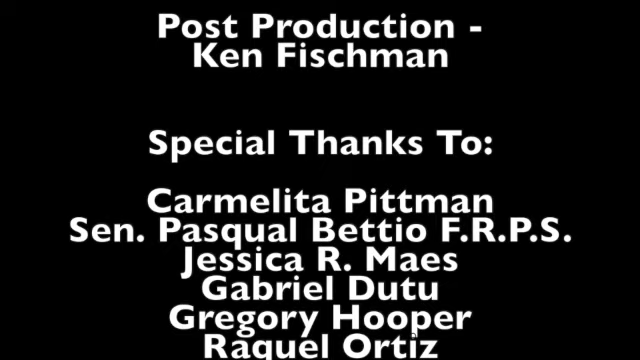 Post Production -
Ken Fischman
Special Thanks To:
Carmelita Pittman
Sen. Pasqual Bettio F.R.P.S.
Jessica R. Maes
Gabriel Dutu
Gregory Hooper
Raquel Ortiz